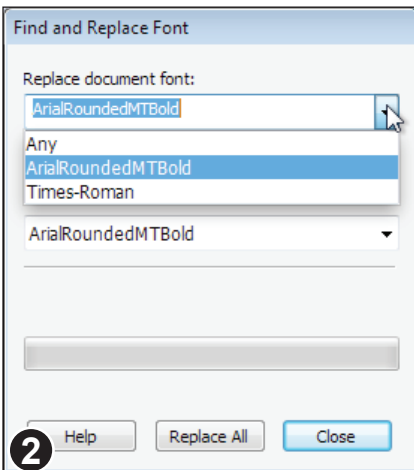 Find and Replace Font
Replace document font:
ArialRoundedMTBold
Any
ArialRoundedMTBold
Times-Roman
ArialRoundedMTBold
2
Help Replace All Close